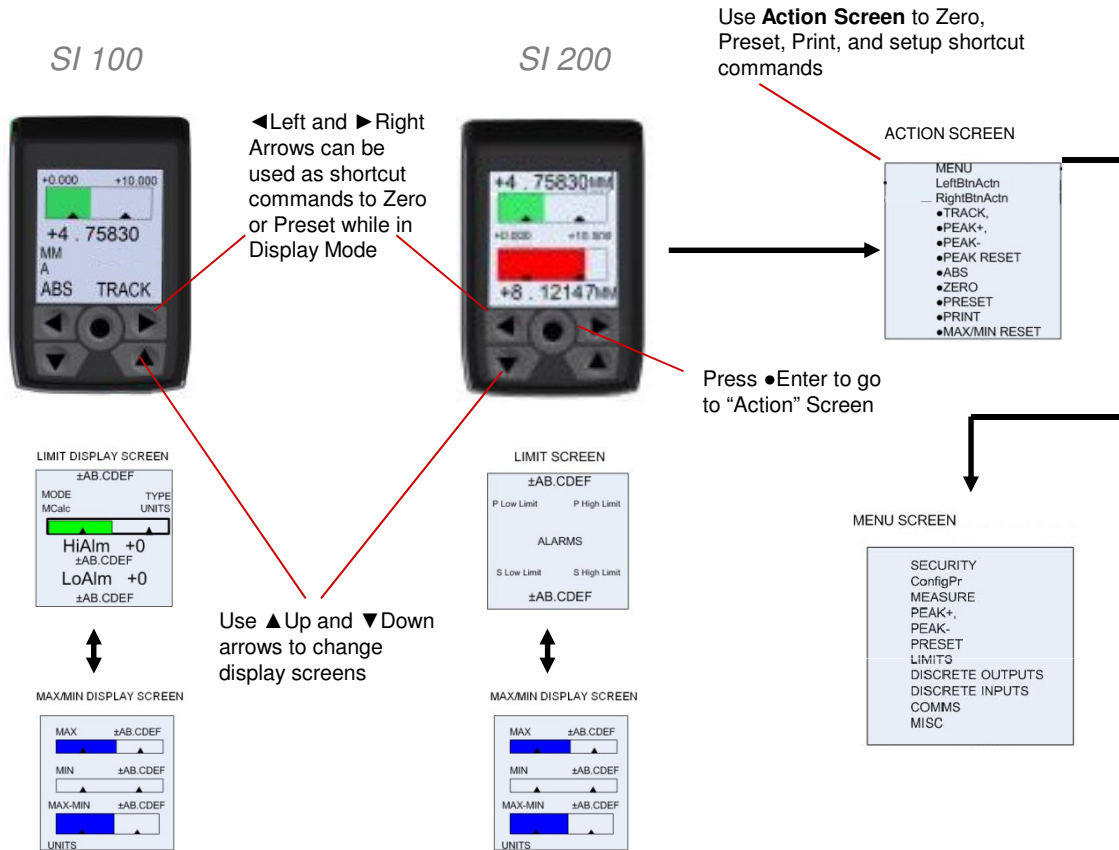 SI 100
SI 200
Use Action Screen to Zero,
Preset, Print, and setup shortcut
commands
◄Left and ►Right
Arrows can be
used as shortcut
commands to Zero
or Preset while in
Display Mode
+0.000 +10.000
+4 . 75830
MM
A
ABS TRACK
+4 . 75830MM
+0.000 +10.000
+8 . 12147MM
ACTION SCREEN
MENU
LeftBtnActn
RightBtnActn
●TRACK,
●PEAK+,
●PEAK-
●PEAK RESET
●ABS
●ZERO
●PRESET
●PRINT
●MAX/MIN RESET
Press ●Enter to go
to “Action” Screen
LIMIT DISPLAY SCREEN
±AB.CDEF
MODE TYPE
MCalc UNITS
HiAlm +0
±AB.CDEF
LoAlm +0
±AB.CDEF
LIMIT SCREEN
±AB.CDEF
P Low Limit P High Limit
ALARMS
S Low Limit S High Limit
±AB.CDEF
MENU SCREEN
SECURITY
ConfigPr
MEASURE
PEAK+,
PEAK-
PRESET
LIMITS
DISCRETE OUTPUTS
DISCRETE INPUTS
COMMS
MISC
Use ▲Up and ▼Down
arrows to change
display screens
MAX/MIN DISPLAY SCREEN
MAX ±AB.CDEF
MIN ±AB.CDEF
MAX-MIN ±AB.CDEF
UNITS
MAX/MIN DISPLAY SCREEN
MAX ±AB.CDEF
MIN ±AB.CDEF
MAX-MIN ±AB.CDEF
UNITS